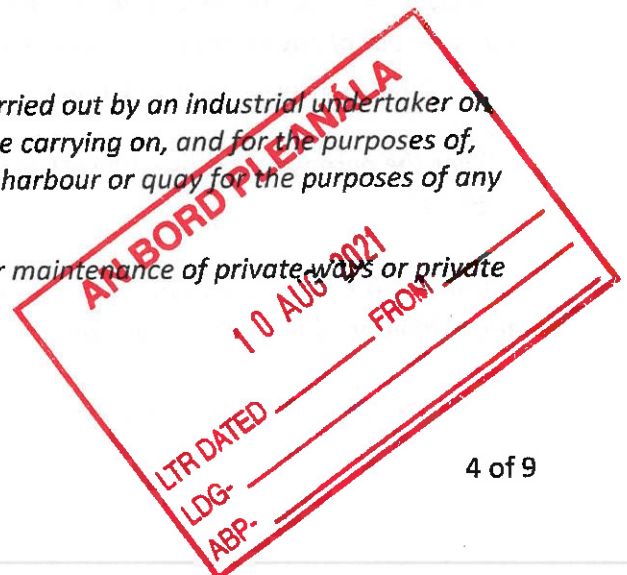 rried out by an industrial undertaker on
e carrying on, and for the purposes of,
harbour or quay for the purposes of any
r maintenance of private ways or private
AN BORD PLEANÁLA
10 AUG 2021
LTR DATED FROM
LDG-
ABP-
4 of 9